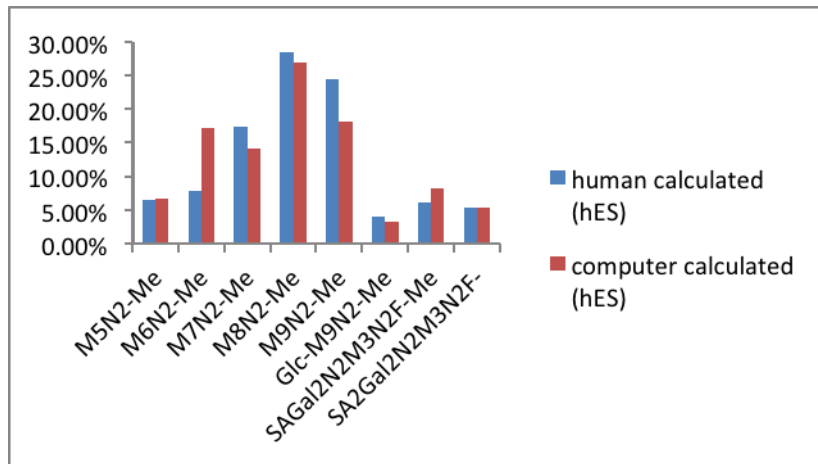 30.00%
25.00%
20.00%
15.00%
10.00%
5.00%
0.00%
M5N2-Me
M6N2-Me
M7N2-Me
M8N2-Me
M9N2-Me
Glc-M9N2-Me
SAGal2N2M3N2F-Me
SA2Gal2N2M3N2F-
human calculated
(hES)
computer calculated
(hES)